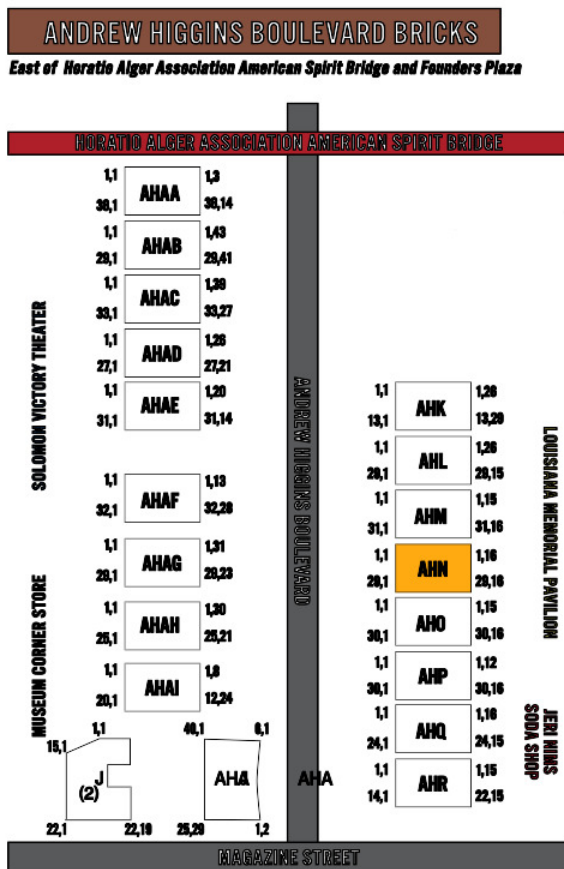 ANDREW HIGGINS BOULEVARD BRICKS
East of Horatio Alger Association American Spirit Bridge and Founders Plaza
HORATIO ALGER ASSOCIATION AMERICAN SPIRIT BRIDGE
1,1 AHAA 1,3
38,1 38,14
1,1 AHAB 1,43
29,1 29,41
1,1 AHAC 1,39
33,1 33,27
1,1 AHAD 1,26
27,1 27,21
1,1 AHAE 1,20
31,1 31,14
1,1 AHAF 1,13
32,1 32,28
1,1 AHAG 1,31
29,1 29,23
1,1 AHAH 1,30
25,1 25,21
1,1 AHAI 1,8
20,1 12,24
SOLOMON VICTORY THEATER
MUSEUM CORNER STORE
1,1
15,1
J
(2)
22,1 22,19
40,1 6,1
25,29 1,2
ANDREW HIGGINS BOULEVARD
AHA
1,1 AHK 1,26
13,1 13,29
1,1 AHL 1,26
29,1 29,15
1,1 AHM 1,15
31,1 31,16
1,1 AHN 1,16
29,1 29,16
1,1 AHO 1,15
30,1 30,16
1,1 AHP 1,12
30,1 30,16
1,1 AHQ 1,16
24,1 24,15
1,1 AHR 1,15
14,1 22,15
LOUISIANA MEMORIAL PAVILION
JERI NIMS
SODA SHOP
MAGAZINE STREET